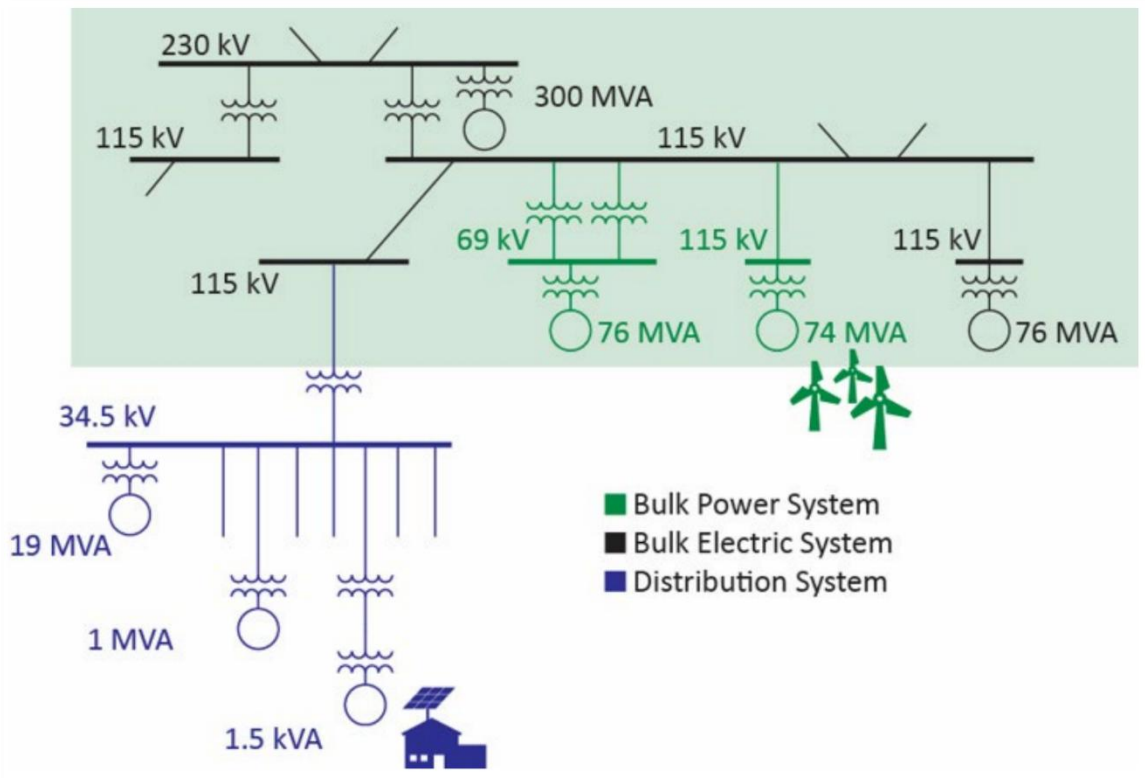 230 kV
300 MVA
115 kV
115 kV
69 kV
115 kV
115 kV
115 kV
76 MVA
74 MVA
76 MVA
34.5 kV
Bulk Power System
19 MVA
Bulk Electric System
Distribution System
1 MVA
1.5 kVA